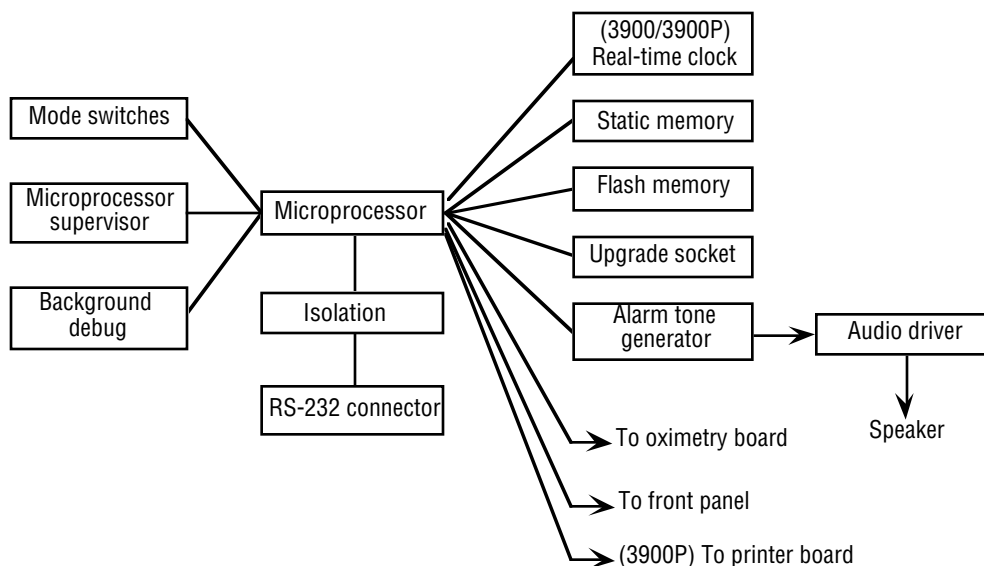 (3900/3900P)
Real-time clock
Mode switches
Static memory
Microprocessor
supervisor
Microprocessor
Flash memory
Upgrade socket
Background
debug
Isolation
Alarm tone
generator
Audio driver
RS-232 connector
To oximetry board
Speaker
To front panel
(3900P) To printer board